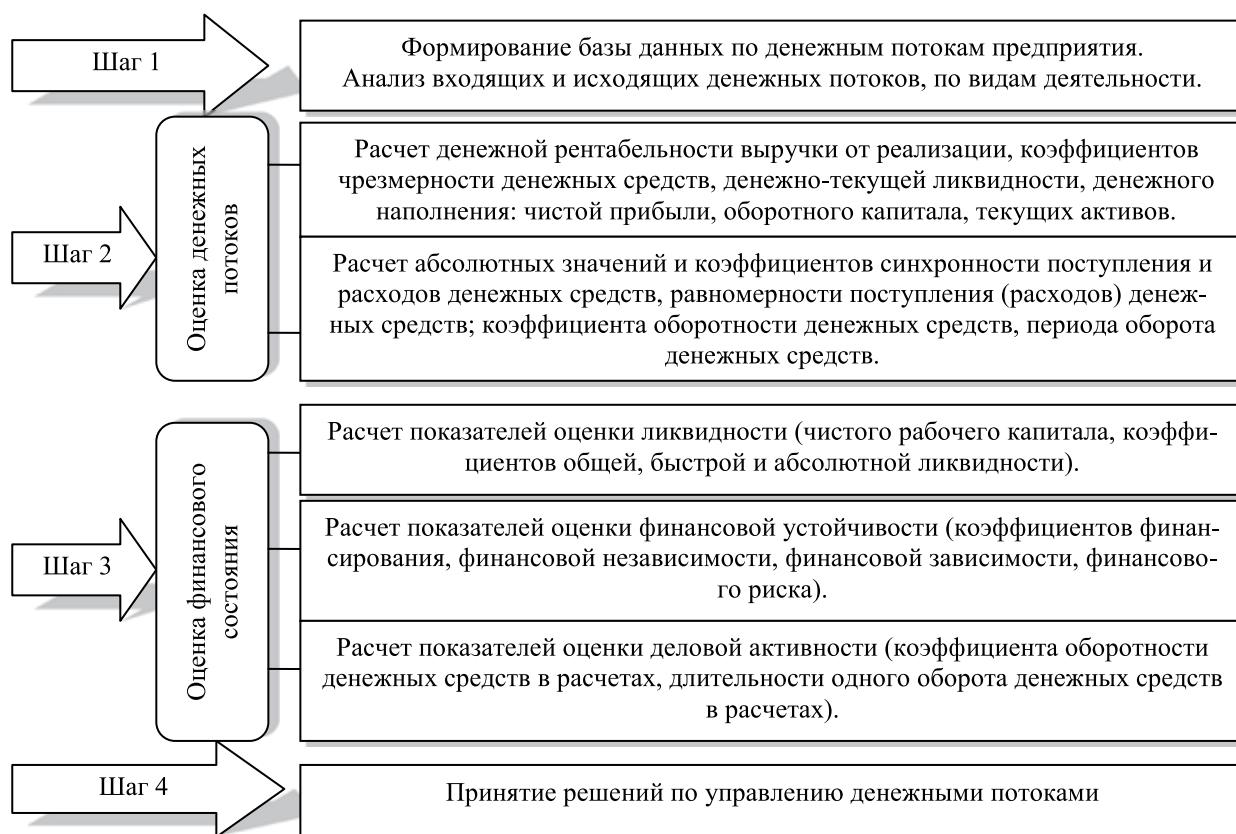 Шаг 1
Формирование базы данных по денежным потокам предприятия.
Анализ входящих и исходящих денежных потоков, по видам деятельности.
Шаг 2
Оценка денежных
потоков
Расчет денежной рентабельности выручки от реализации, коэффициентов
чрезмерности денежных средств, денежно-текущей ликвидности, денежного
наполнения: чистой прибыли, оборотного капитала, текущих активов.
Расчет абсолютных значений и коэффициентов синхронности поступления и
расходов денежных средств, равномерности поступления (расходов) денеж-
ных средств; коэффициента оборотности денежных средств, периода оборота
денежных средств.
Шаг 3
Оценка финансового
состояния
Расчет показателей оценки ликвидности (чистого рабочего капитала, коэффи-
циентов общей, быстрой и абсолютной ликвидности).
Расчет показателей оценки финансовой устойчивости (коэффициентов финан-
сирования, финансовой независимости, финансовой зависимости, финансово-
го риска).
Расчет показателей оценки деловой активности (коэффициента оборотности
денежных средств в расчетах, длительности одного оборота денежных средств
в расчетах).
Шаг 4
Принятие решений по управлению денежными потоками